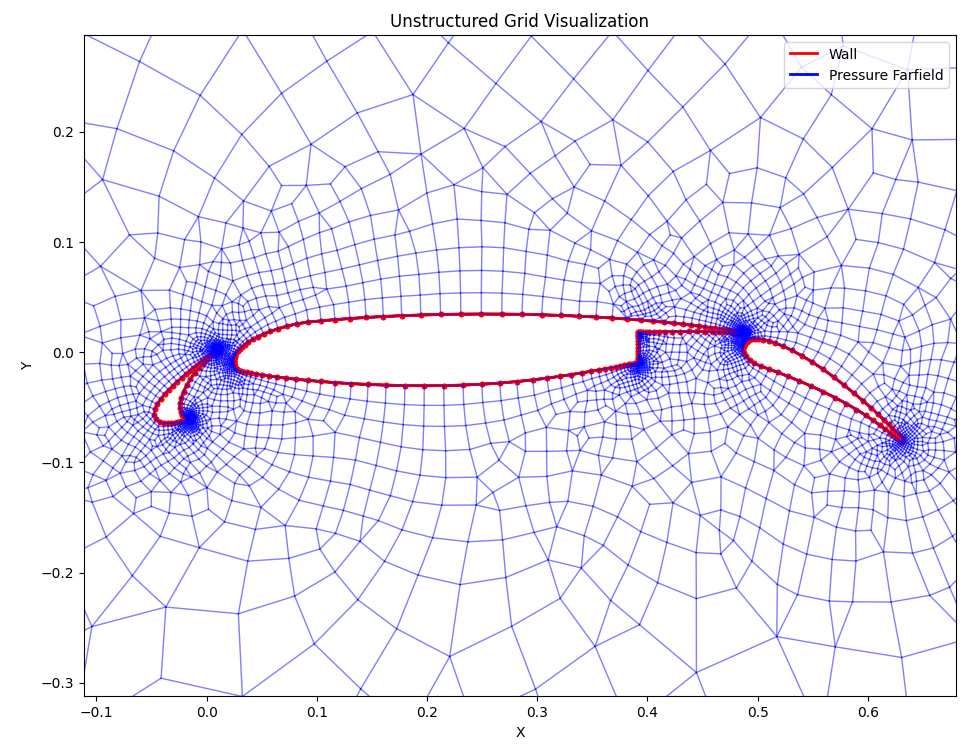 Unstructured Grid Visualization
Wall
Pressure Farfield
Y
0.2
0.1
0.0
−0.1
−0.2
−0.3
−0.1
0.0
0.1
0.2
0.3
0.4
0.5
0.6
X